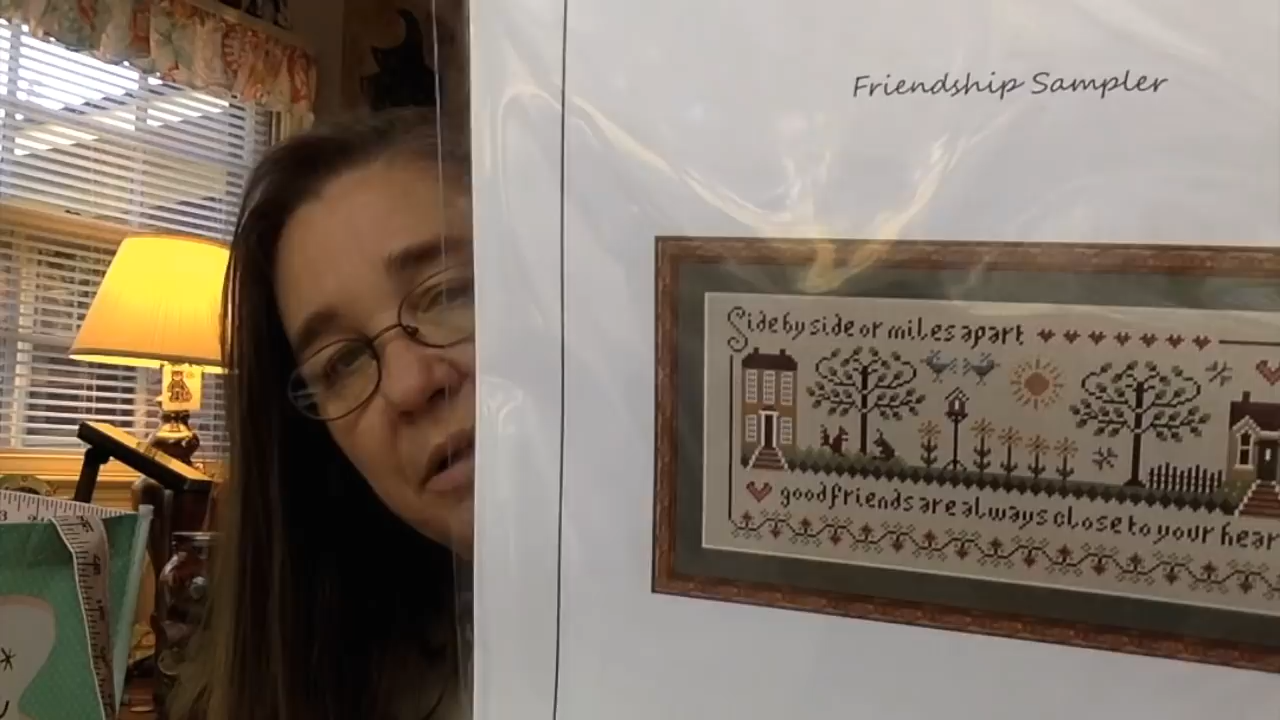 Friendship Sampler
Side by side or miles apart
good friends are always close to your hear